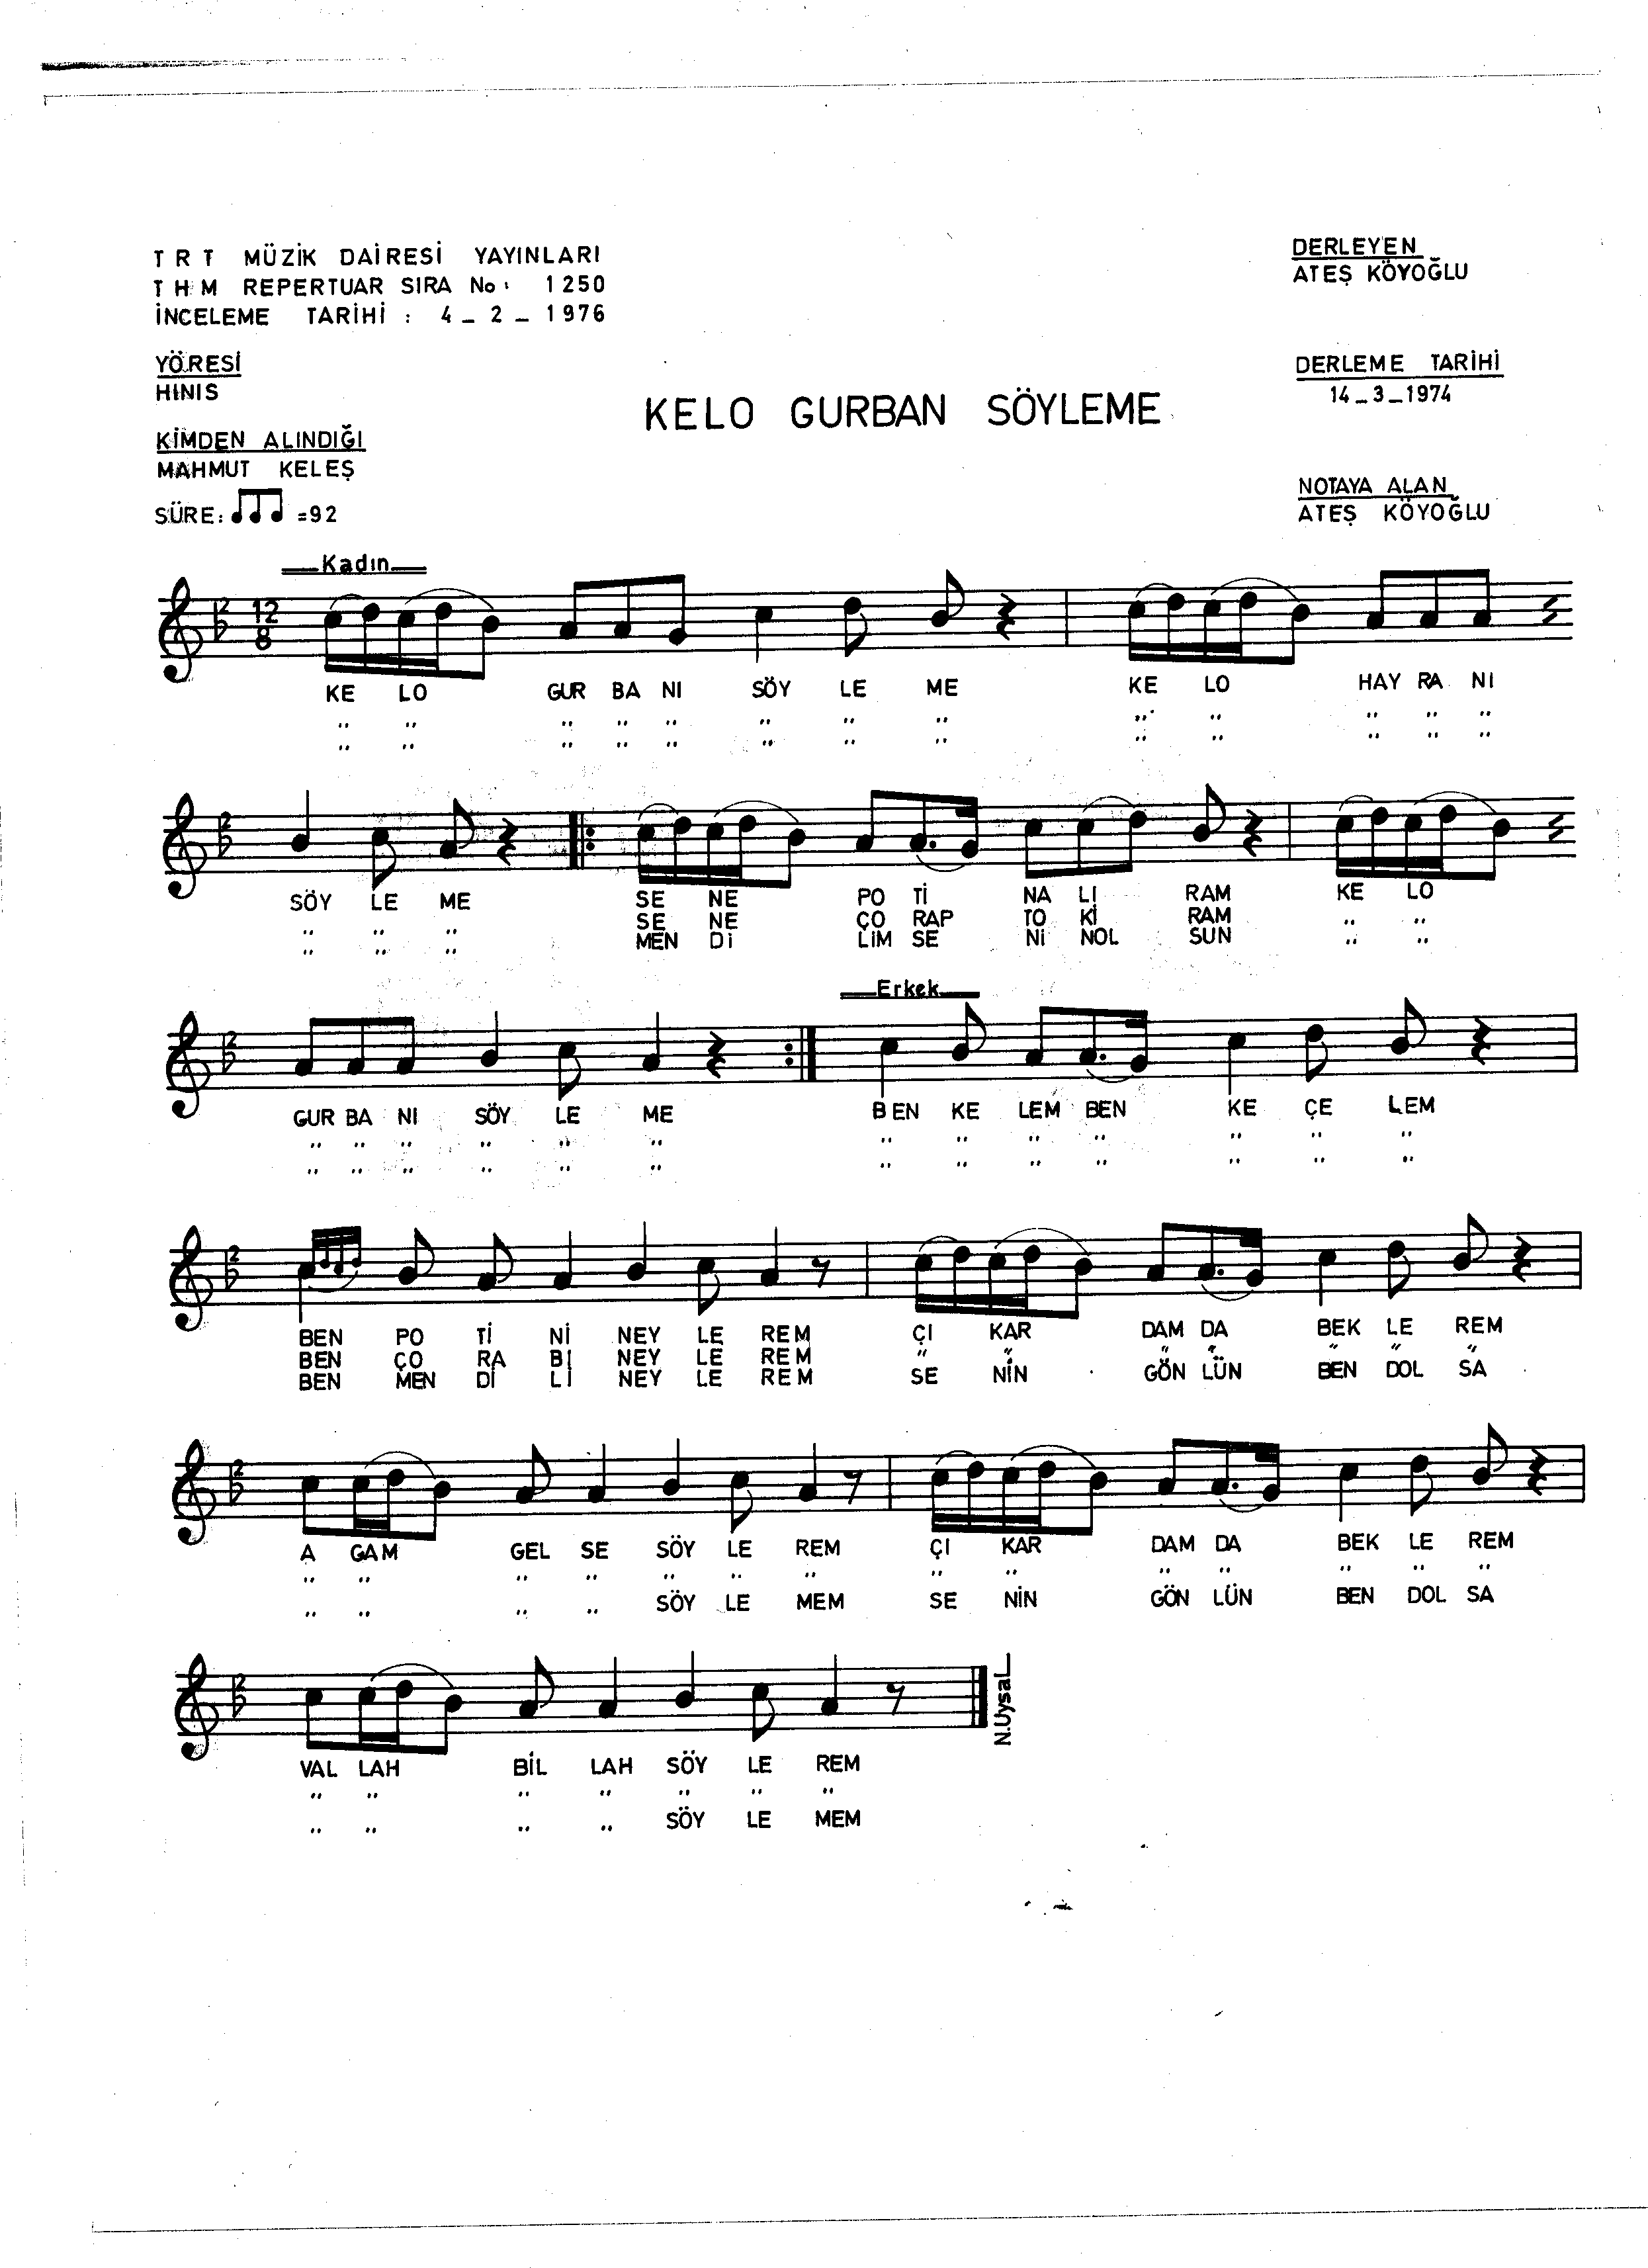 TRT MÜZİK DAİRESİ YAYINLARI
THM REPERTUAR SIRA No: 1250
İNCELEME TARİHİ : 4_2_1976
DERLEYEN
ATEŞ KÖYOĞLU
YÖRESİ
HINIS
DERLEME TARİHİ
14_3_1974
KELO GURBAN SÖYLEME
KİMDEN ALINDIĞI
MAHMUT KELEŞ
NOTAYA ALAN
ATEŞ KÖYOĞLU
SÜRE: =92
Kadın
12
8
KE LO GUR BA NI SÖY LE ME KE LO HAY RA NI
,, ,, ,, ,, ,, ,, ,, ,, ,, ,, ,, ,, ,,
,, ,, ,, ,, ,, ,, ,, ,, ,, ,, ,, ,, ,,
SÖY LE ME SE NE PO Tİ NA LI RAM KE LO
,, ,, ,, SE NE ÇO RAP TO Kİ RAM ,, ,,
,, ,, ,, MEN Dİ LİM SE Nİ NOL SUN ,, ,,
Erkek
GUR BA NI SÖY LE ME BEN KE LEM BEN KE ÇE LEM
,, ,, ,, ,, ,, ,, ,, ,, ,, ,, ,, ,, ,,
,, ,, ,, ,, ,, ,, ,, ,, ,, ,, ,, ,, ,,
BEN PO Tİ Nİ NEY LE REM ÇI KAR DAM DA BEK LE REM
BEN ÇO RA BI NEY LE REM ,, ,, ,, ,, ,, ,, ,,
BEN MEN Dİ Lİ NEY LE REM SE NİN GÖN LÜN BEN DOL SA
A GAM GEL SE SÖY LE REM ÇI KAR DAM DA BEK LE REM
,, ,, ,, ,, ,, ,, ,, ,, ,, ,, ,, ,, ,, ,,
,, ,, ,, ,, SÖY LE MEM SE NİN GÖN LÜN BEN DOL SA
N.Uysal
VAL LAH BİL LAH SÖY LE REM
,, ,, ,, ,, ,, ,, ,,
,, ,, ,, ,, SÖY LE MEM